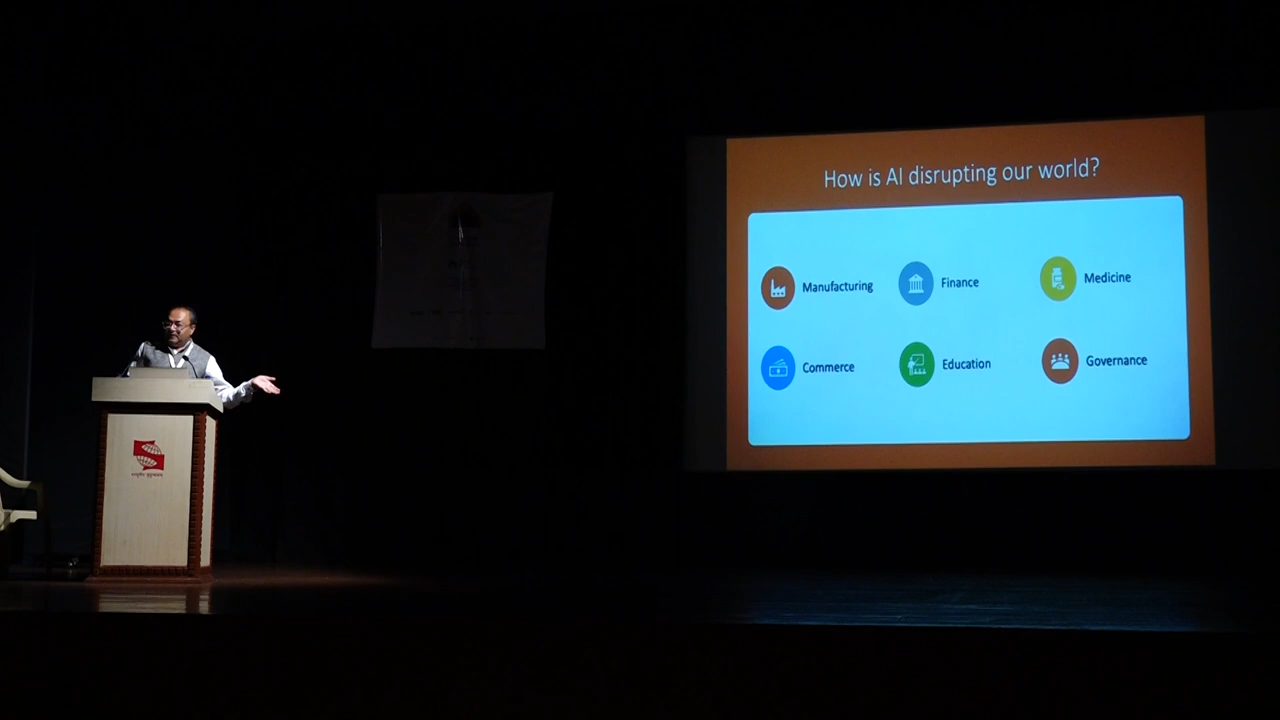 How is AI disrupting our world?
Manufacturing
Finance
Medicine
Commerce
Education
Governance